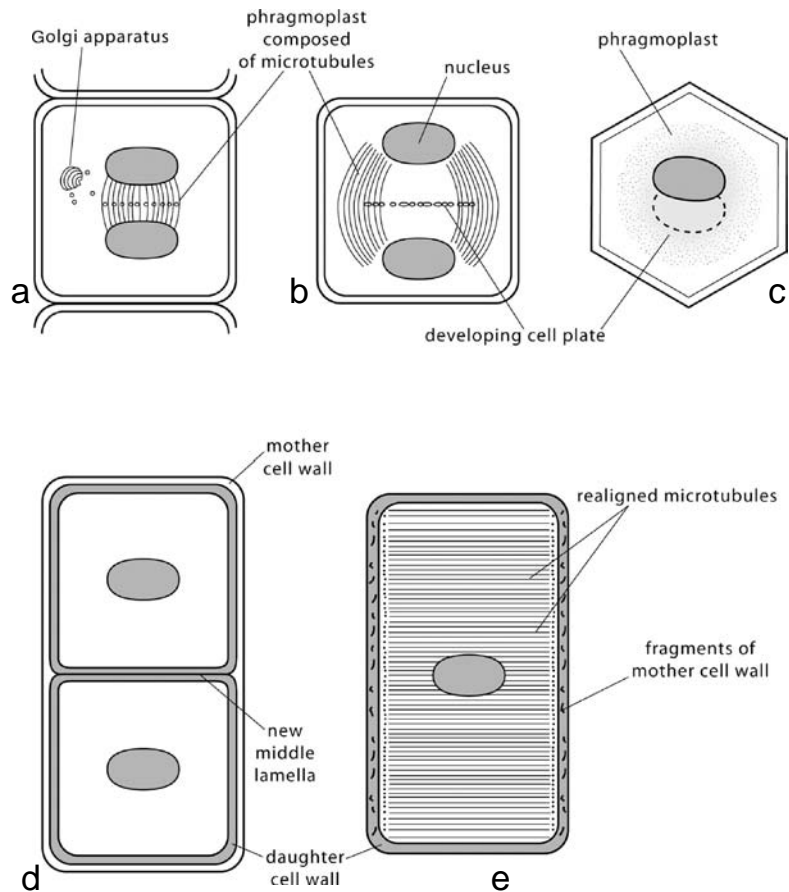 Golgi apparatus
phragmoplast
composed
of microtubules
nucleus
phragmoplast
a
b
c
developing cell plate
mother
cell wall
realigned microtubules
fragments of
mother cell wall
new
middle
lamella
daughter
cell wall
d
e